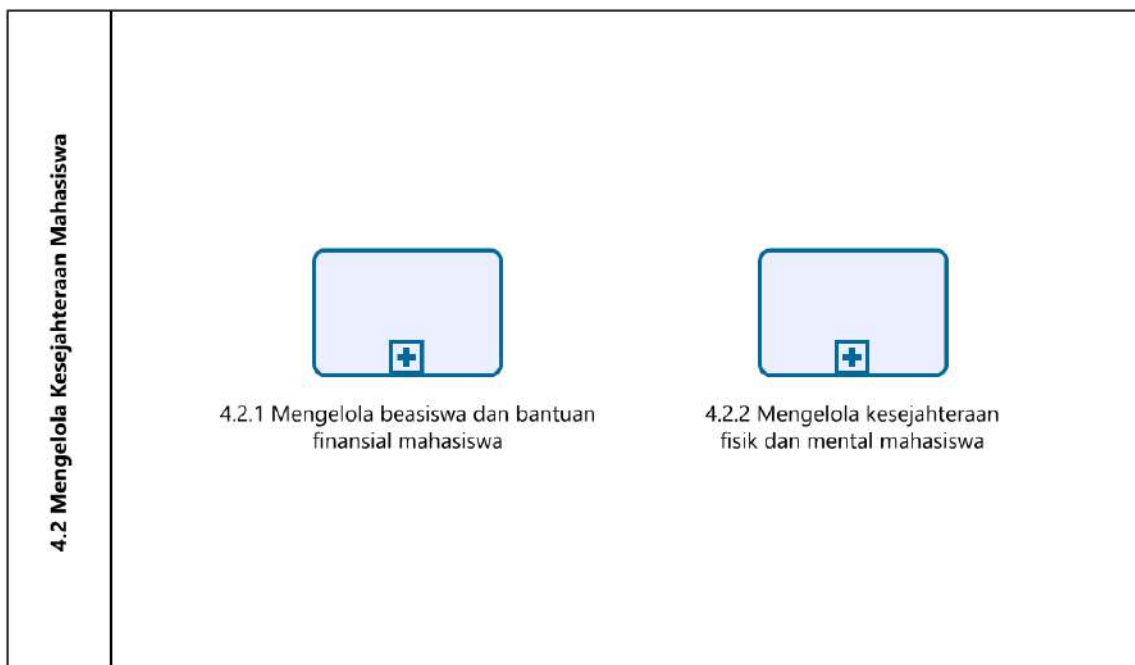 4.2 Mengelola Kesejahteraan Mahasiswa
4.2.1 Mengelola beasiswa dan bantuan
finansial mahasiswa
4.2.2 Mengelola kesejahteraan
fisik dan mental mahasiswa